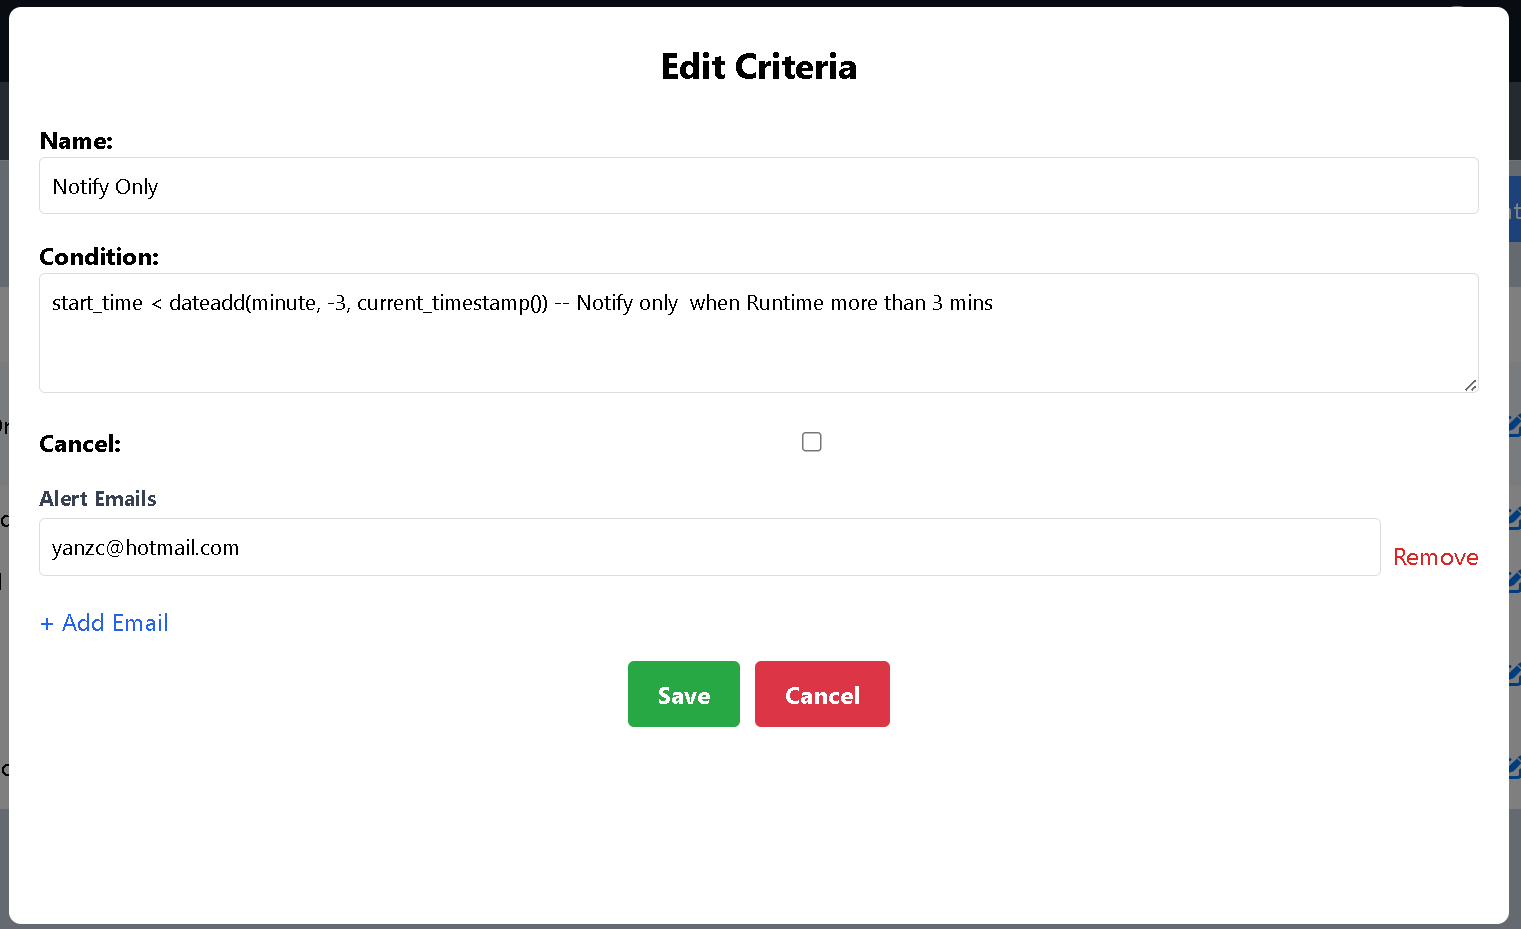 Edit Criteria
Name:
Notify Only
Condition:
start_time < dateadd(minute, -3, current_timestamp()) -- Notify only  when Runtime more than 3 mins
Cancel:
Alert Emails
yanzc@hotmail.com
Remove
+ Add Email
Save
Cancel